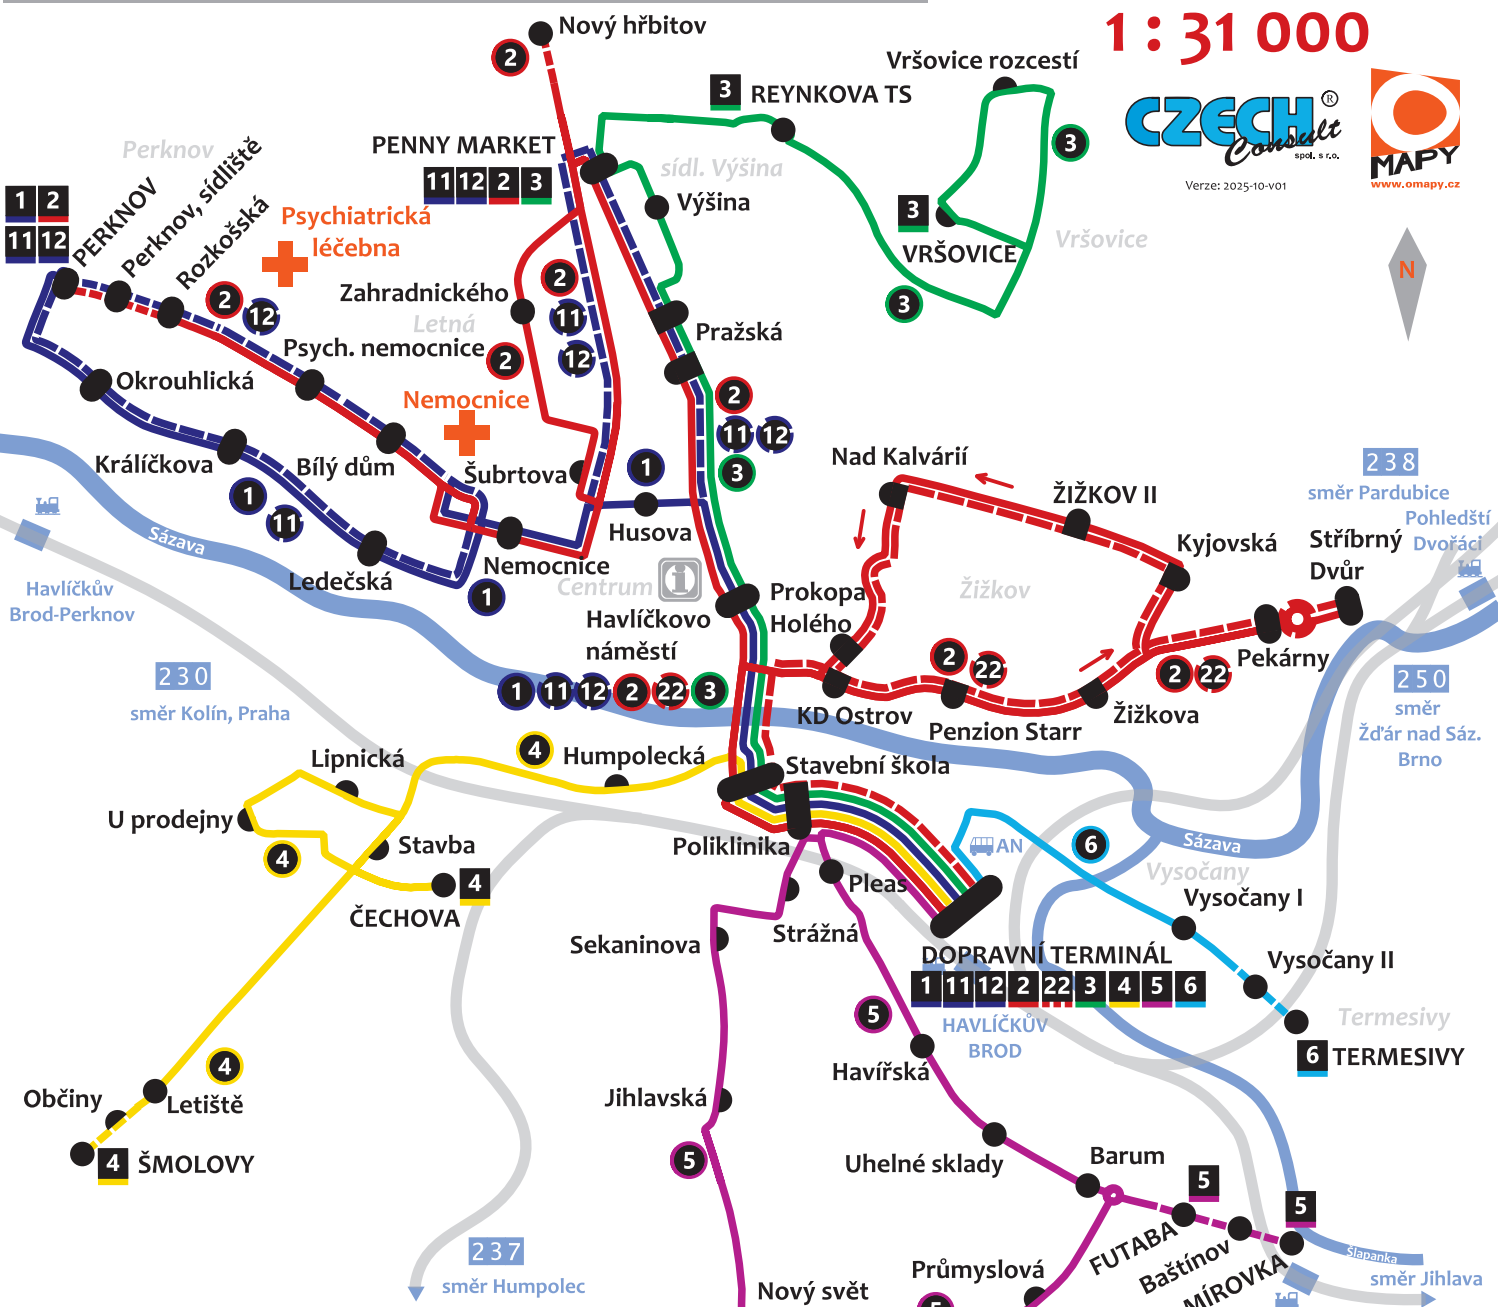 Nový hřbitov
1 : 31 000
2
Vršovice rozcestí
3
REYNKOVA TS
CZECH
Consult
®
spol. s r.o.
MAPY
www.omapy.cz
Verze: 2025-10-v01
3
Perknov
PENNY MARKET
11 12 2 3
sídl. Výšina
Výšina
1 2
11 12
PERKNOV
Perknov, sídliště
Rozkošská
Psychiatrická
léčebna
3
VRŠOVICE
Vršovice
N
2
12
Zahradnického
Letná
2
11
12
3
Pražská
Psych. nemocnice
2
Okrouhlická
Nemocnice
2
11 12
3
Králíčkova
Bílý dům
Šubrtova
1
Nad Kalvárií
ŽIŽKOV II
238
směr Pardubice
Pohledští
Dvořáci
1
11
Husova
Kyjovská
Stříbrný
Dvůr
Sázava
Ledečská
Nemocnice
1
Centrum
i
Havlíčkův
Brod-Perknov
Prokopa
Holého
Žižkov
Havlíčkovo
náměstí
2 22
Pekárny
230
směr Kolín, Praha
1 11 12 2 22 3
2 22
250
směr
Žďár nad Sáz.
Brno
KD Ostrov
Penzion Starr
Žižkova
4
Lipnická
Humpolecká
Stavební škola
U prodejny
4
Stavba
Poliklinika
AN
6
Sázava
ČECHOVA
4
Pleas
Vysočany
Vysočany I
Sekaninova
Strážná
DOPRAVNÍ TERMINÁL
1 11 12 2 22 3 4 5 6
Vysočany II
5
HAVLÍČKŮV
BROD
Termesivy
6
TERMESIVY
4
Občiny
Letiště
Havířská
Jihlavská
4
ŠMOLOVY
5
Uhelné sklady
Barum
5
5
FUTABA
Baštínov
MÍROVKA
Šlapanka
237
směr Humpolec
Průmyslová
Nový svět
směr Jihlava
5